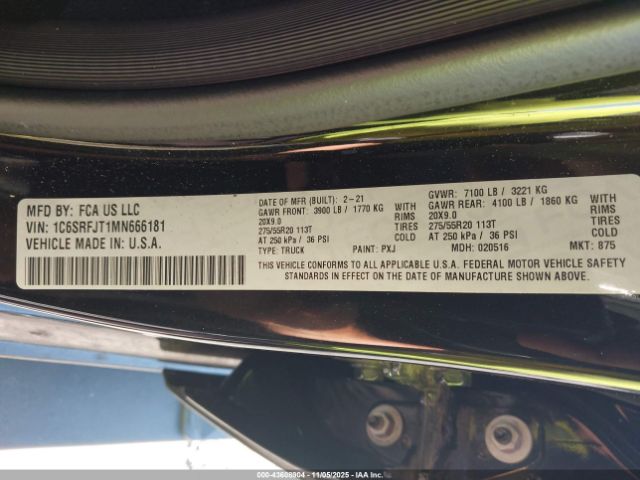 MFD BY: FCA US LLC
VIN: 1C6SRFJT1MN666181
VEHICLE MADE IN: U.S.A.
DATE OF MFR (BUILT): 2-21
GAWR FRONT: 3900 LB / 1770 KG
20X9.0
275/55R20 113T
AT 250 kPa / 36 PSI
TYPE: TRUCK
PAINT: PXJ
WITH
RIMS
TIRES
COLD
GVWR: 7100 LB / 3221 KG
GAWR REAR: 4100 LB / 1860 KG
20X9.0
275/55R20 113T
AT 250 kPa / 36 PSI
MDH: 020516
WITH
RIMS
TIRES
COLD
MKT: 875
THIS VEHICLE CONFORMS TO ALL APPLICABLE U.S.A. FEDERAL MOTOR VEHICLE SAFETY
STANDARDS IN EFFECT ON THE DATE OF MANUFACTURE SHOWN ABOVE.
00-43606904 - 11/05/2025 - IAAI.COM